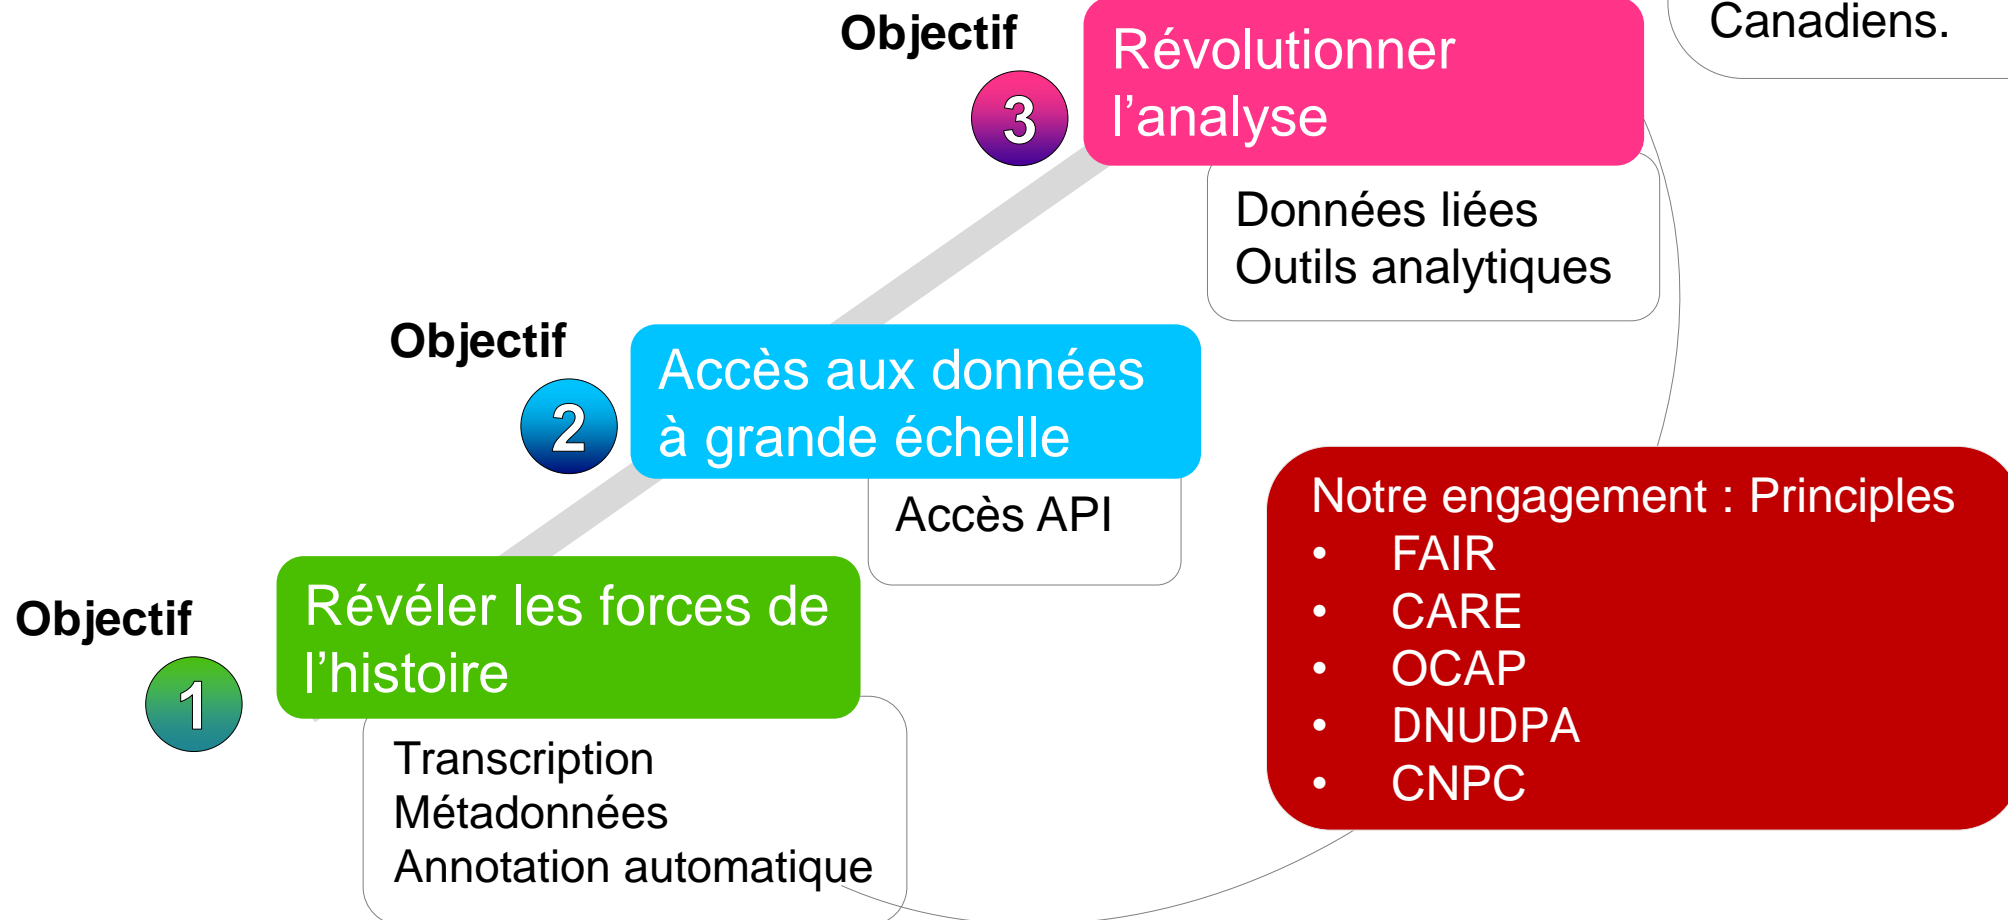 Canadiens.
Objectif
3
Révolutionner
l’analyse
Données liées
Outils analytiques
Objectif
2
Accès aux données
à grande échelle
Accès API
Objectif
1
Révéler les forces de
l’histoire
Transcription
Métadonnées
Annotation automatique
Notre engagement : Principles
• FAIR
• CARE
• OCAP
• DNUDPA
• CNPC